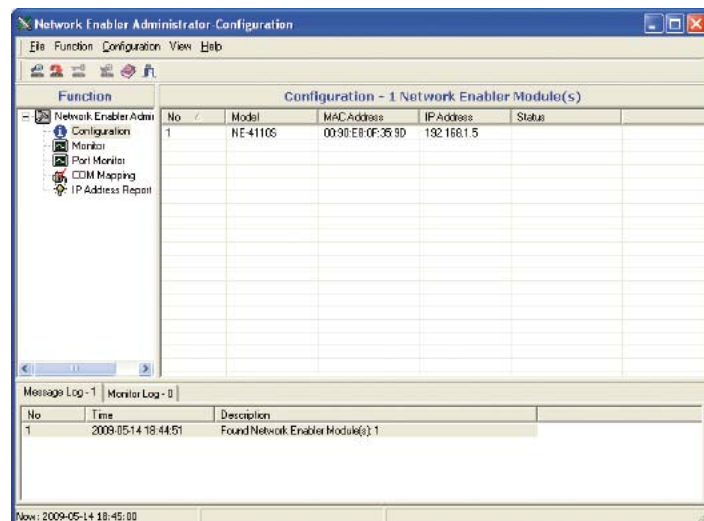 Network Enabler Administrator-Configuration
File Function Configuration View Help
Function
Configuration - 1 Network Enabler Module(s)
Network Enabler Admi
Configuration
Monitor
Port Monitor
COM Mapping
IP Address Report
No / Model MAC Address IP Address Status
1 NE-4110S 00:90:E8:0F:35:9D 192.168.1.5
Message Log - 1 Monitor Log - 0
No Time Description
1 2009-05-14 18:44:51 Found Network Enabler Module(s): 1
Now: 2009-05-14 18:45:00